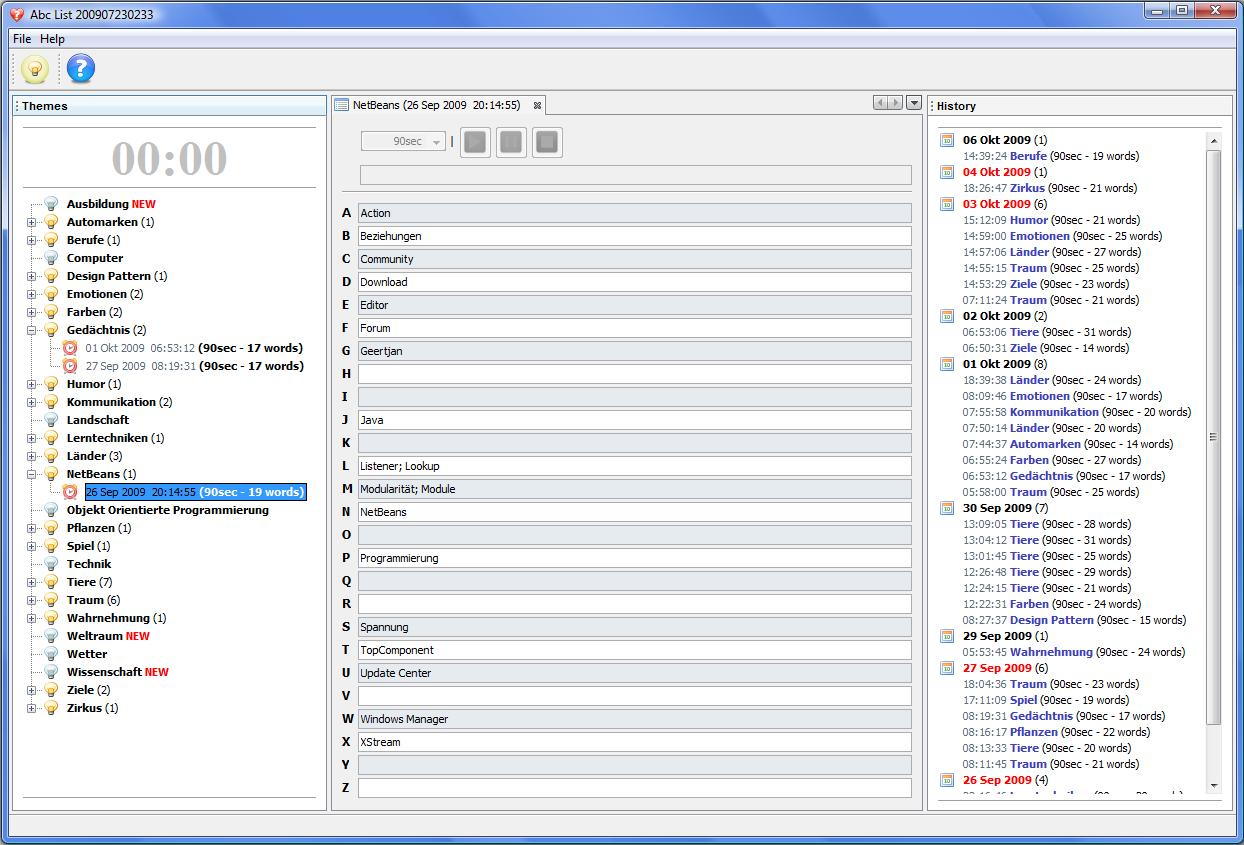 Abc List 200907230233
File Help
Themes
00:00
Ausbildung NEW
Automarken (1)
Berufe (1)
Computer
Design Pattern (1)
Emotionen (2)
Farben (2)
Gedächtnis (2)
01 Okt 2009 06:53:12 (90sec - 17 words)
27 Sep 2009 08:19:31 (90sec - 17 words)
Humor (1)
Kommunikation (2)
Landschaft
Lerntechniken (1)
Länder (3)
NetBeans (1)
26 Sep 2009 20:14:55 (90sec - 19 words)
Objekt Orientierte Programmierung
Pflanzen (1)
Spiel (1)
Technik
Tiere (7)
Traum (6)
Wahrnehmung (1)
Weltraum NEW
Wetter
Wissenschaft NEW
Ziele (2)
Zirkus (1)
NetBeans (26 Sep 2009 20:14:55)
90sec
A Action
B Beziehungen
C Community
D Download
E Editor
F Forum
G Geertjan
H
I
J Java
K
L Listener; Lookup
M Modularität; Module
N NetBeans
O
P Programmierung
Q
R
S Spannung
T TopComponent
U Update Center
V
W Windows Manager
X XStream
Y
Z
History
06 Okt 2009 (1)
14:39:24 Berufe (90sec - 19 words)
04 Okt 2009 (1)
18:26:47 Zirkus (90sec - 21 words)
03 Okt 2009 (6)
15:12:09 Humor (90sec - 21 words)
14:59:00 Emotionen (90sec - 25 words)
14:57:06 Länder (90sec - 27 words)
14:55:15 Traum (90sec - 25 words)
14:53:29 Ziele (90sec - 23 words)
07:11:24 Traum (90sec - 21 words)
02 Okt 2009 (2)
06:53:06 Tiere (90sec - 31 words)
06:50:31 Ziele (90sec - 14 words)
01 Okt 2009 (8)
18:39:38 Länder (90sec - 24 words)
08:09:46 Emotionen (90sec - 17 words)
07:55:58 Kommunikation (90sec - 20 words)
07:50:14 Länder (90sec - 20 words)
07:44:37 Automarken (90sec - 14 words)
06:55:24 Farben (90sec - 27 words)
06:53:12 Gedächtnis (90sec - 17 words)
05:58:00 Traum (90sec - 25 words)
30 Sep 2009 (7)
13:09:05 Tiere (90sec - 28 words)
13:04:12 Tiere (90sec - 31 words)
13:01:45 Tiere (90sec - 25 words)
12:26:48 Tiere (90sec - 29 words)
12:24:15 Tiere (90sec - 21 words)
12:22:31 Farben (90sec - 24 words)
08:27:37 Design Pattern (90sec - 15 words)
29 Sep 2009 (1)
05:53:45 Wahrnehmung (90sec - 24 words)
27 Sep 2009 (6)
18:04:36 Traum (90sec - 23 words)
17:11:09 Spiel (90sec - 19 words)
08:19:31 Gedächtnis (90sec - 17 words)
08:16:17 Pflanzen (90sec - 22 words)
08:13:33 Tiere (90sec - 20 words)
08:11:45 Traum (90sec - 21 words)
26 Sep 2009 (4)